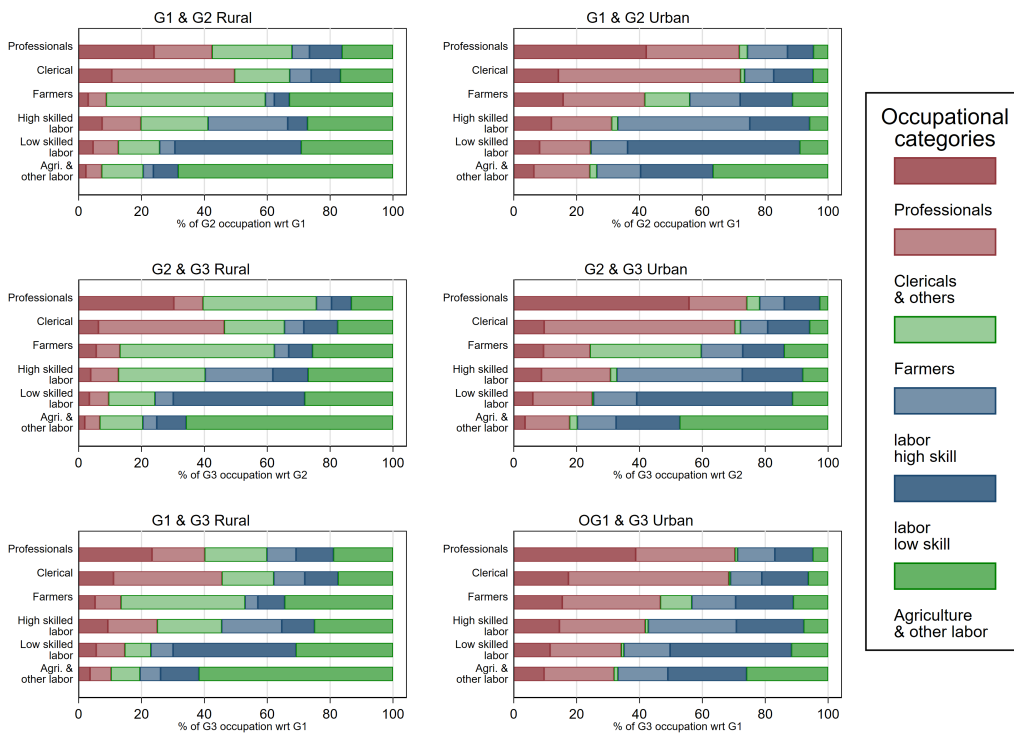 G1 & G2 Rural
Professionals
Clerical
Farmers
High skilled
labor
Low skilled
labor
Agri. &
other labor
0 20 40 60 80 100
% of G2 occupation wrt G1
G1 & G2 Urban
Professionals
Clerical
Farmers
High skilled
labor
Low skilled
labor
Agri. &
other labor
0 20 40 60 80 100
% of G2 occupation wrt G1
G2 & G3 Rural
Professionals
Clerical
Farmers
High skilled
labor
Low skilled
labor
Agri. &
other labor
0 20 40 60 80 100
% of G3 occupation wrt G2
G2 & G3 Urban
Professionals
Clerical
Farmers
High skilled
labor
Low skilled
labor
Agri. &
other labor
0 20 40 60 80 100
% of G3 occupation wrt G2
G1 & G3 Rural
Professionals
Clerical
Farmers
High skilled
labor
Low skilled
labor
Agri. &
other labor
0 20 40 60 80 100
% of G3 occupation wrt G1
OG1 & G3 Urban
Professionals
Clerical
Farmers
High skilled
labor
Low skilled
labor
Agri. &
other labor
0 20 40 60 80 100
% of G3 occupation wrt G1
Occupational
categories
Professionals
Clericals
& others
Farmers
labor
high skill
labor
low skill
Agriculture
& other labor